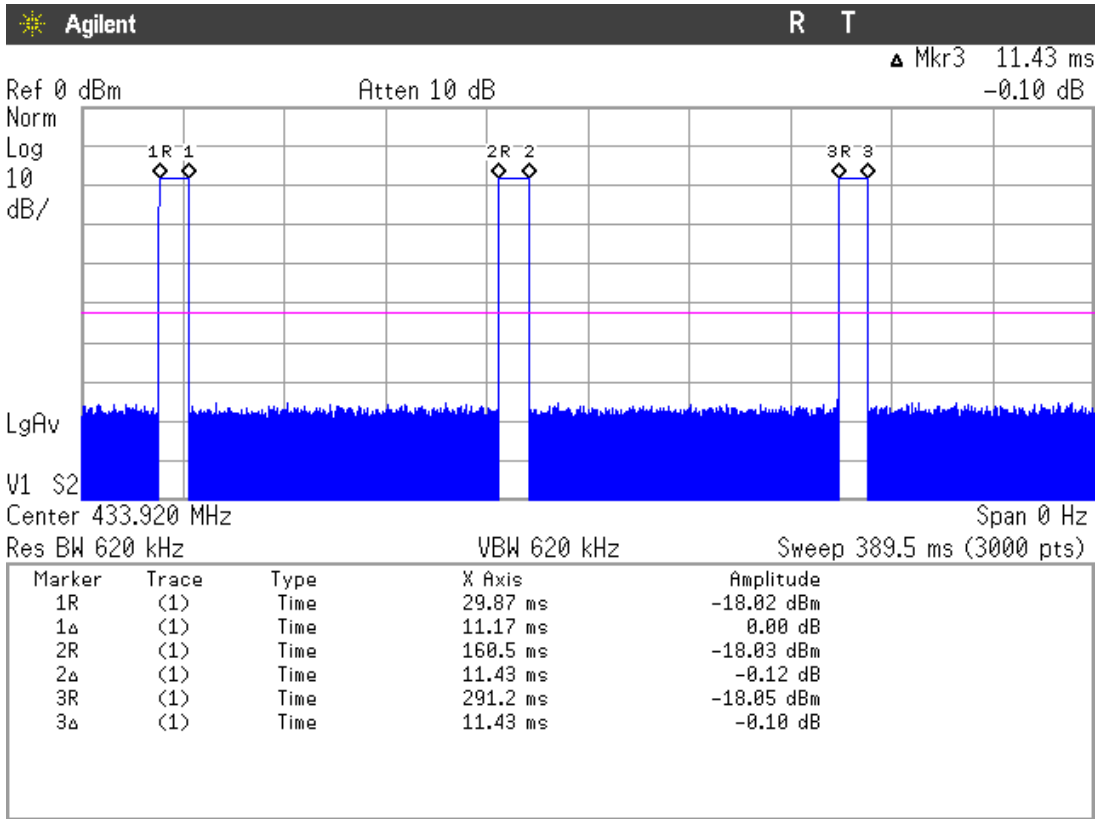 Agilent R T
Δ Mkr3 11.43 ms
Ref 0 dBm Atten 10 dB -0.10 dB
Norm
Log
10
dB/
1R 1 2R 2 3R 3
LgAv
V1 S2
Center 433.920 MHz Span 0 Hz
Res BW 620 kHz VBW 620 kHz Sweep 389.5 ms (3000 pts)
Marker Trace Type X Axis Amplitude
1R (1) Time 29.87 ms -18.02 dBm
1Δ (1) Time 11.17 ms 0.00 dB
2R (1) Time 160.5 ms -18.03 dBm
2Δ (1) Time 11.43 ms -0.12 dB
3R (1) Time 291.2 ms -18.05 dBm
3Δ (1) Time 11.43 ms -0.10 dB